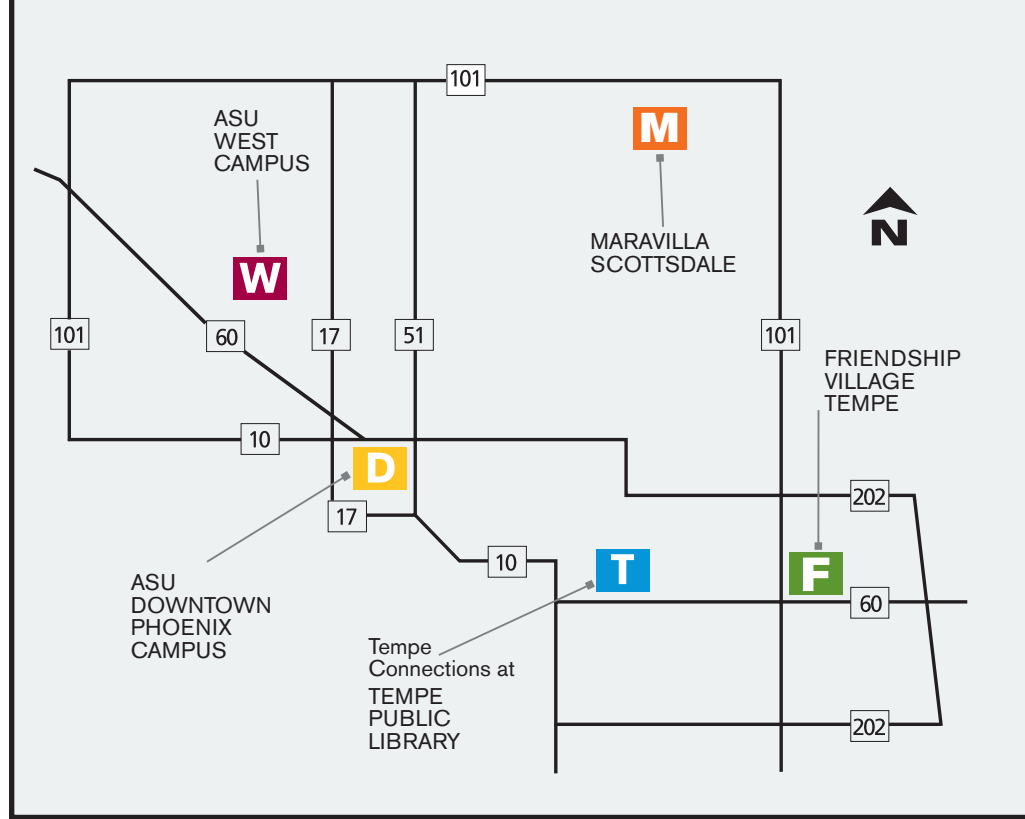 101
ASU
WEST
CAMPUS
M
N
MARAVILLA
SCOTTSDALE
W
101
60
17
51
101
FRIENDSHIP
VILLAGE
TEMPE
10
D
17
202
10
T
F
60
ASU
DOWNTOWN
PHOENIX
CAMPUS
Tempe
Connections at
TEMPE
PUBLIC
LIBRARY
202